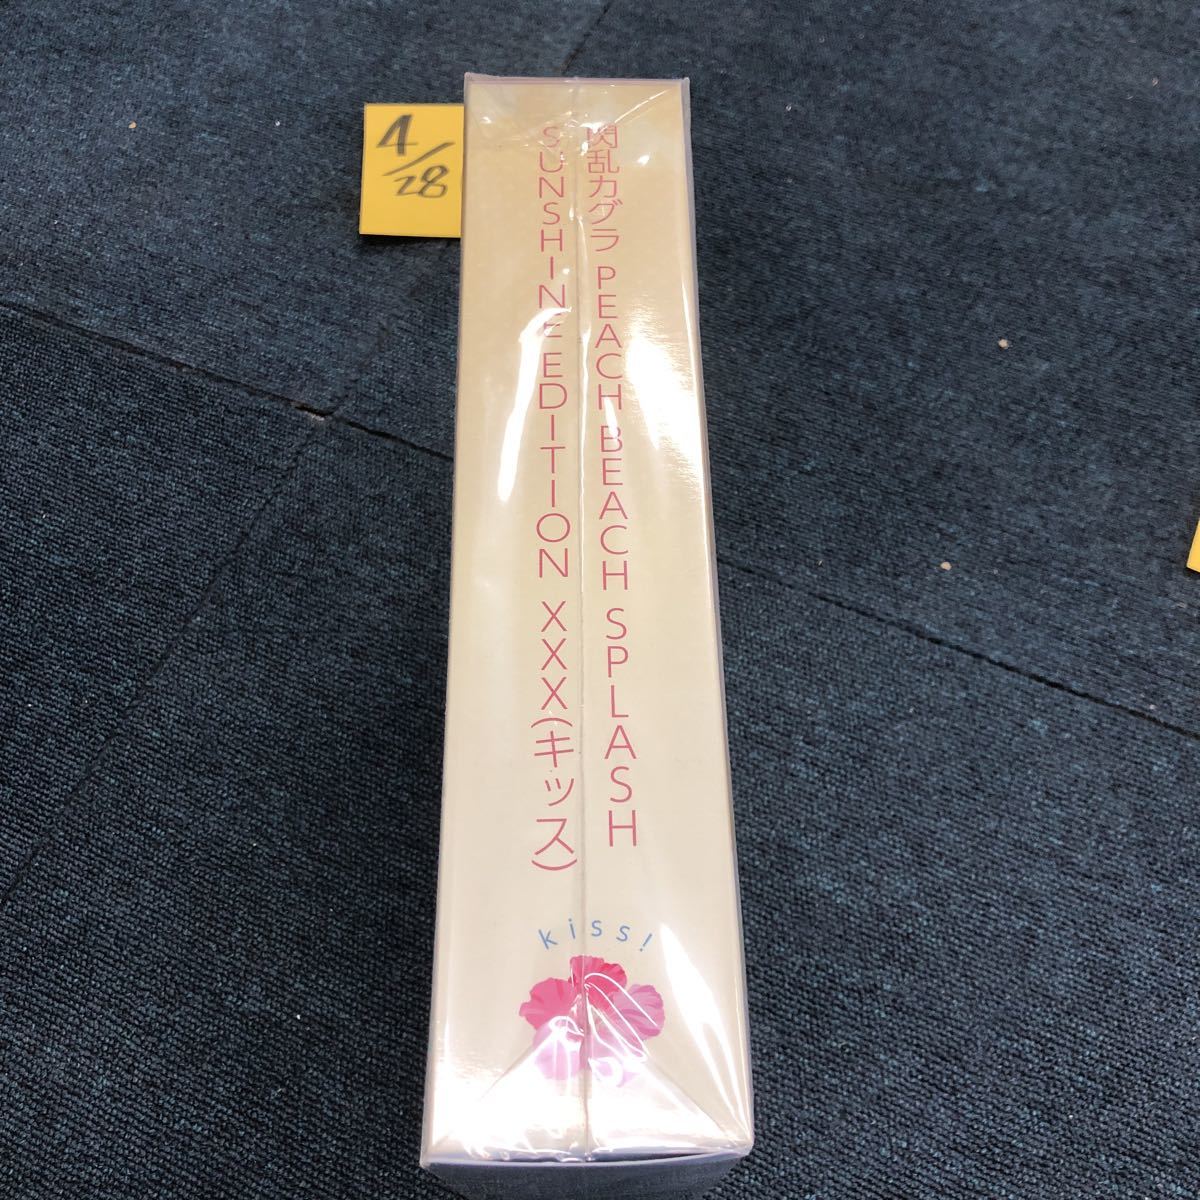 4/28
閃乱カグラ PEACH BEACH SPLASH
SUNSHINE EDITION XXX(キッス)
kiss!